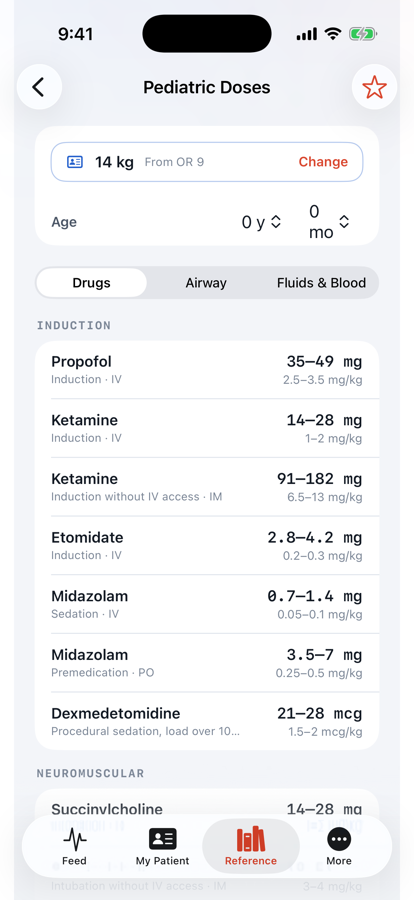 9:41
Pediatric Doses
14 kg From OR 9 Change
Age 0 y 0 mo
Drugs Airway Fluids & Blood
INDUCTION
Propofol 35–49 mg
Induction · IV 2.5–3.5 mg/kg
Ketamine 14–28 mg
Induction · IV 1–2 mg/kg
Ketamine 91–182 mg
Induction without IV access · IM 6.5–13 mg/kg
Etomidate 2.8–4.2 mg
Induction · IV 0.2–0.3 mg/kg
Midazolam 0.7–1.4 mg
Sedation · IV 0.05–0.1 mg/kg
Midazolam 3.5–7 mg
Premedication · PO 0.25–0.5 mg/kg
Dexmedetomidine 21–28 mcg
Procedural sedation, load over 10... 1.5–2 mcg/kg
NEUROMUSCULAR
Succinylcholine 14–28 mg
Feed My Patient Reference More
Intubation without IV access · IM 3–4 mg/kg